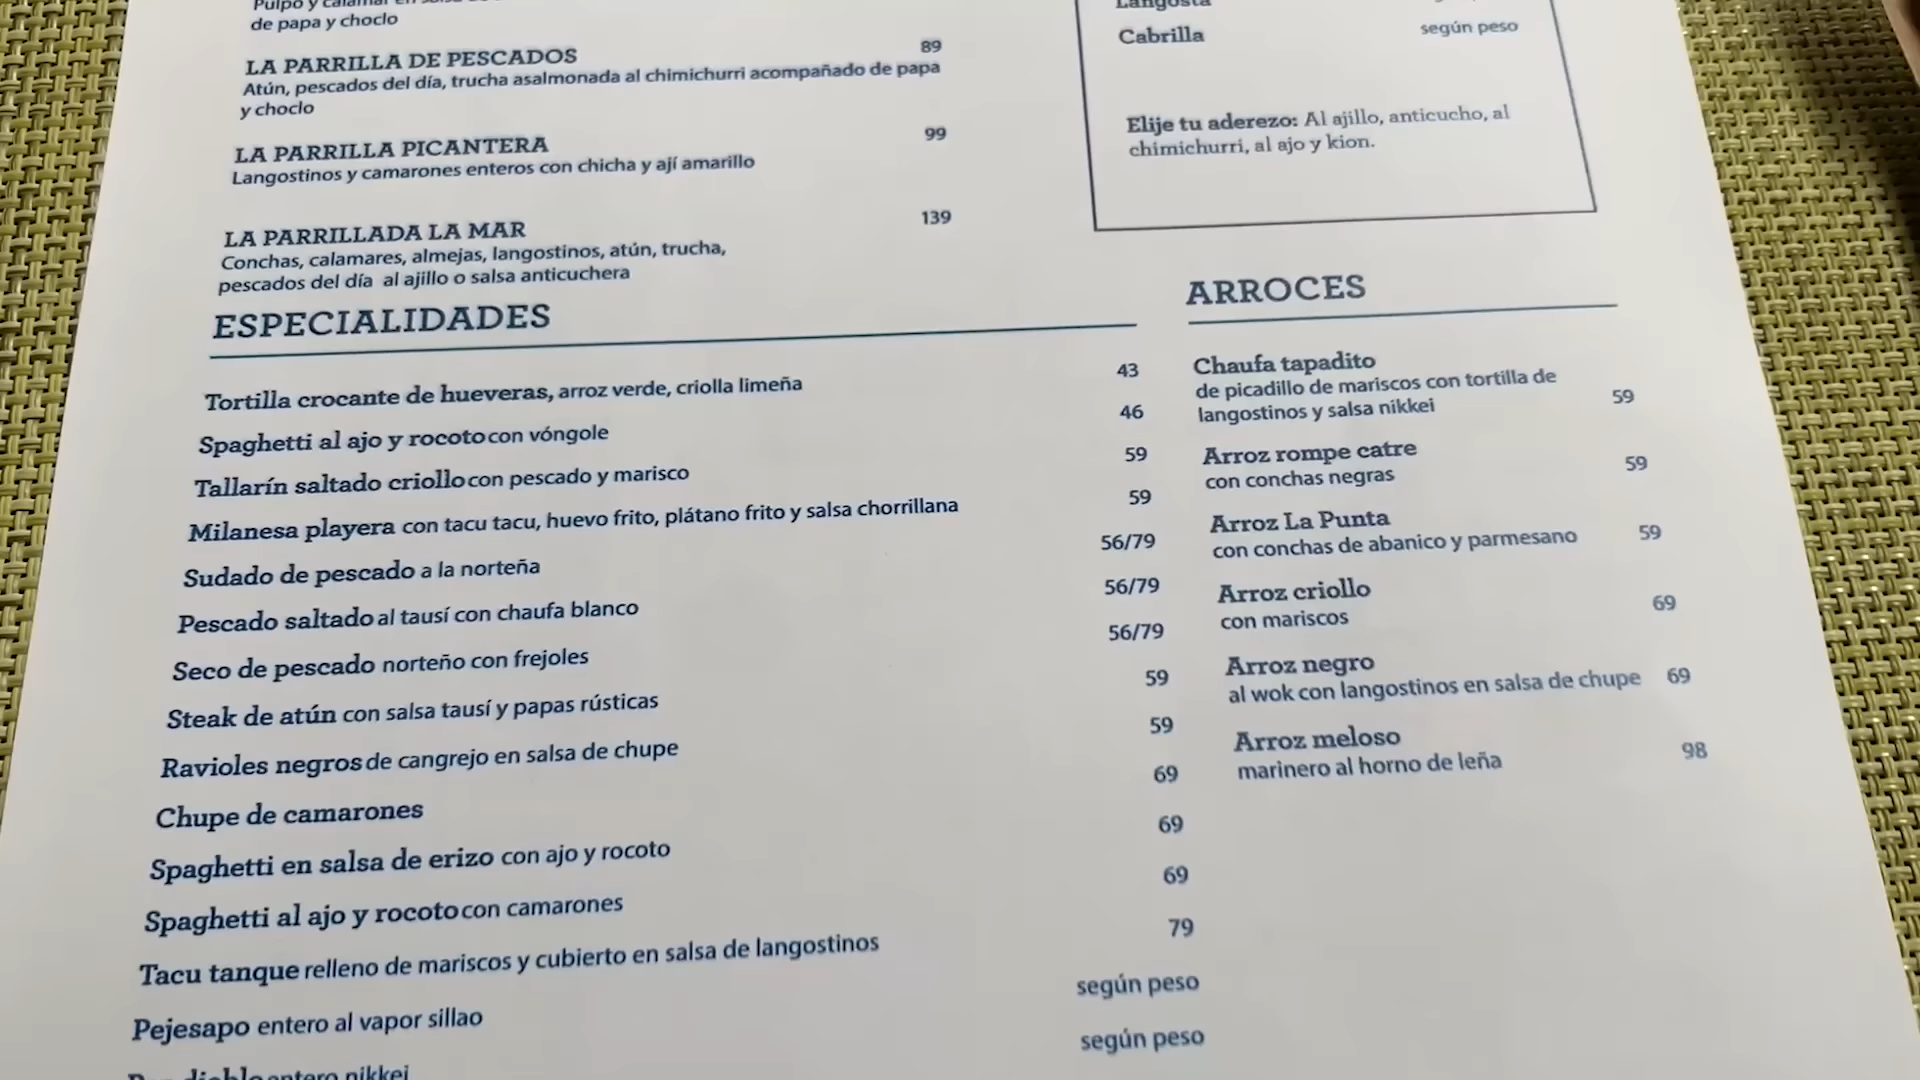 Pulpo y calamar en salsa
de papa y choclo
LA PARRILLA DE PESCADOS 89
Atún, pescados del día, trucha asalmonada al chimichurri acompañado de papa
y choclo
LA PARRILLA PICANTERA 99
Langostinos y camarones enteros con chicha y ají amarillo
LA PARRILLADA LA MAR 139
Conchas, calamares, almejas, langostinos, atún, trucha,
pescados del día al ajillo o salsa anticuchera
ESPECIALIDADES
Tortilla crocante de hueveras, arroz verde, criolla limeña 43
Spaghetti al ajo y rocoto con vóngole 46
Tallarín saltado criollo con pescado y marisco 59
Milanesa playera con tacu tacu, huevo frito, plátano frito y salsa chorrillana 59
Sudado de pescado a la norteña 56/79
Pescado saltado al tausí con chaufa blanco 56/79
Seco de pescado norteño con frejoles 56/79
Steak de atún con salsa tausí y papas rústicas 59
Ravioles negros de cangrejo en salsa de chupe 59
Chupe de camarones 69
Spaghetti en salsa de erizo con ajo y rocoto 69
Spaghetti al ajo y rocoto con camarones 69
Tacu tanque relleno de mariscos y cubierto en salsa de langostinos 79
Pejesapo entero al vapor sillao según peso
entero nikkei según peso
Langosta
Cabrilla según peso
Elije tu aderezo: Al ajillo, anticucho, al
chimichurri, al ajo y kion.
ARROCES
Chaufa tapadito
de picadillo de mariscos con tortilla de
langostinos y salsa nikkei 59
Arroz rompe catre
con conchas negras 59
Arroz La Punta
con conchas de abanico y parmesano 59
Arroz criollo
con mariscos 69
Arroz negro
al wok con langostinos en salsa de chupe 69
Arroz meloso
marinero al horno de leña 98